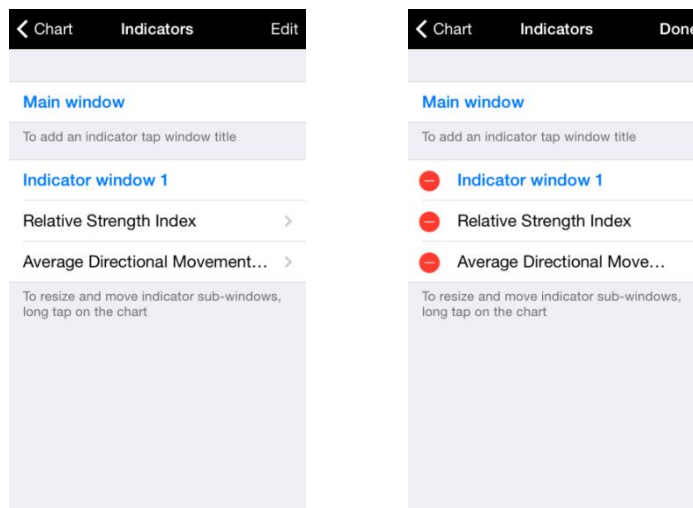 Chart Indicators Edit
Main window
To add an indicator tap window title
Indicator window 1
Relative Strength Index
Average Directional Movement...
To resize and move indicator sub-windows,
long tap on the chart
Chart Indicators Done
Main window
To add an indicator tap window title
Indicator window 1
Relative Strength Index
Average Directional Move...
To resize and move indicator sub-windows,
long tap on the chart